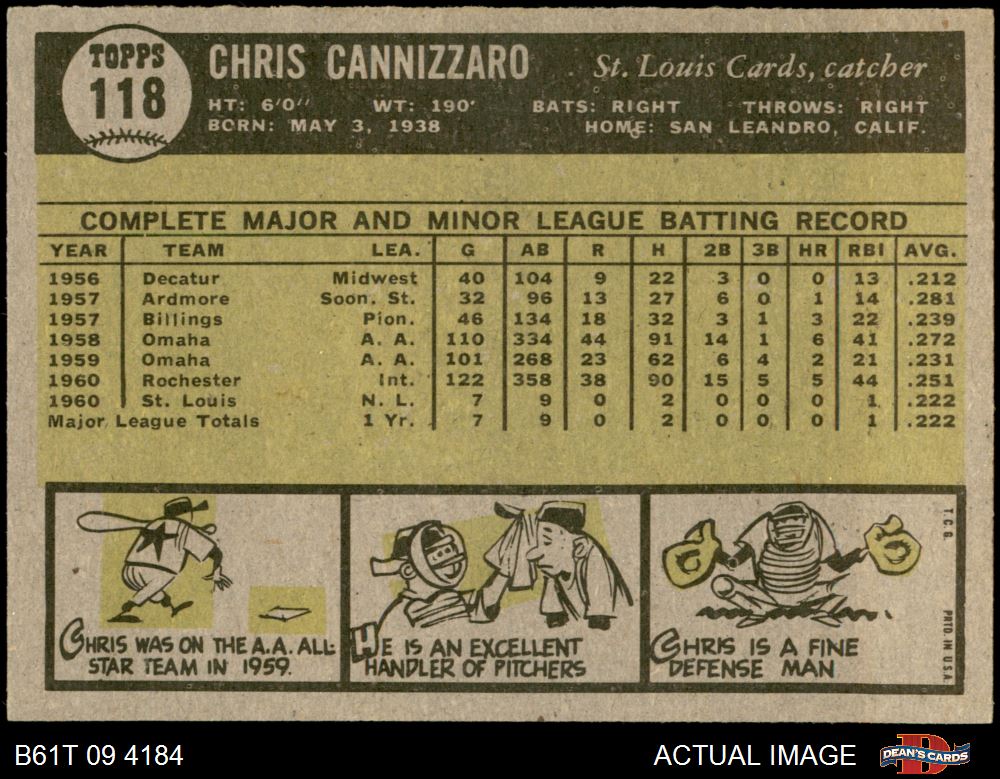 TOPPS
118
CHRIS CANNIZZARO St. Louis Cards, catcher
HT: 6'0" WT: 190' BATS: RIGHT THROWS: RIGHT
BORN: MAY 3, 1938 HOME: SAN LEANDRO, CALIF.
COMPLETE MAJOR AND MINOR LEAGUE BATTING RECORD
YEAR TEAM LEA. G AB R H 2B 3B HR RBI AVG.
1956 Decatur Midwest 40 104 9 22 3 0 0 13 .212
1957 Ardmore Soon. St. 32 96 13 27 6 0 1 14 .281
1957 Billings Pion. 46 134 18 32 3 1 3 22 .239
1958 Omaha A. A. 110 334 44 91 14 1 6 41 .272
1959 Omaha A. A. 101 268 23 62 6 4 2 21 .231
1960 Rochester Int. 122 358 38 90 15 5 5 44 .251
1960 St. Louis N. L. 7 9 0 2 0 0 0 1 .222
Major League Totals 1 Yr. 7 9 0 2 0 0 0 1 .222
CHRIS WAS ON THE A.A. ALL-
STAR TEAM IN 1959.
HE IS AN EXCELLENT
HANDLER OF PITCHERS
CHRIS IS A FINE
DEFENSE MAN
T.C.G.
PRTD IN U.S.A.
B61T 09 4184
ACTUAL IMAGE
DEAN'S CARDS